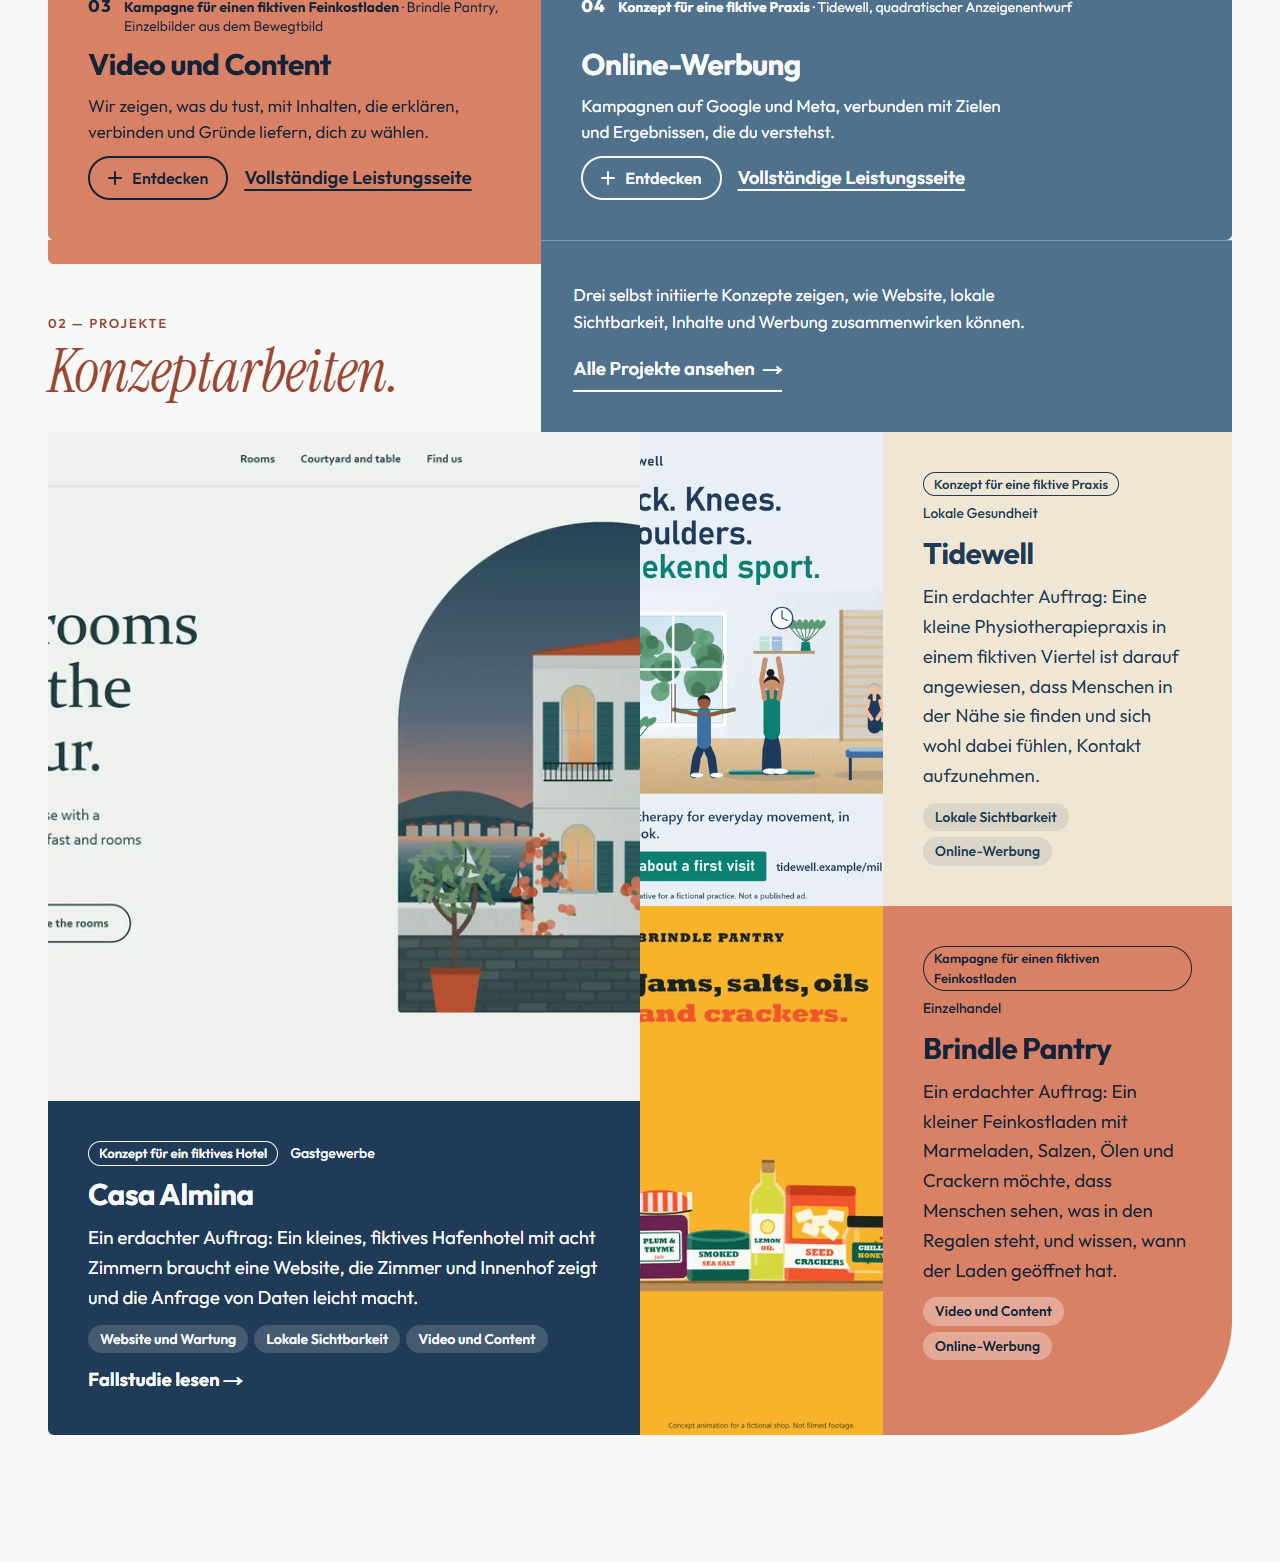 03 Kampagne für einen fiktiven Feinkostladen · Brindle Pantry,
Einzelbilder aus dem Bewegtbild
Video und Content
Wir zeigen, was du tust, mit Inhalten, die erklären,
verbinden und Gründe liefern, dich zu wählen.
+ Entdecken Vollständige Leistungsseite
04 Konzept für eine fiktive Praxis · Tidewell, quadratischer Anzeigenentwurf
Online-Werbung
Kampagnen auf Google und Meta, verbunden mit Zielen
und Ergebnissen, die du verstehst.
+ Entdecken Vollständige Leistungsseite
02 — PROJEKTE
Konzeptarbeiten.
Drei selbst initiierte Konzepte zeigen, wie Website, lokale
Sichtbarkeit, Inhalte und Werbung zusammenwirken können.
Alle Projekte ansehen →
Rooms Courtyard and table Find us
rooms
the
ur.
se with a
fast and rooms
e the rooms
Konzept für ein fiktives Hotel Gastgewerbe
Casa Almina
Ein erdachter Auftrag: Ein kleines, fiktives Hafenhotel mit acht
Zimmern braucht eine Website, die Zimmer und Innenhof zeigt
und die Anfrage von Daten leicht macht.
Website und Wartung Lokale Sichtbarkeit Video und Content
Fallstudie lesen →
well
ck. Knees.
oulders.
ekend sport.
therapy for everyday movement, in
ok.
about a first visit tidewell.example/mil
ative for a fictional practice. Not a published ad.
Konzept für eine fiktive Praxis
Lokale Gesundheit
Tidewell
Ein erdachter Auftrag: Eine
kleine Physiotherapiepraxis in
einem fiktiven Viertel ist darauf
angewiesen, dass Menschen in
der Nähe sie finden und sich
wohl dabei fühlen, Kontakt
aufzunehmen.
Lokale Sichtbarkeit
Online-Werbung
BRINDLE PANTRY
Jams, salts, oils
and crackers.
PLUM &
THYME
Jam
SMOKED
SEA SALT
LEMON
OIL
SEED
CRACKERS
CHILL
HONEY
Concept animation for a fictional shop. Not filmed footage.
Kampagne für einen fiktiven
Feinkostladen
Einzelhandel
Brindle Pantry
Ein erdachter Auftrag: Ein
kleiner Feinkostladen mit
Marmeladen, Salzen, Ölen und
Crackern möchte, dass
Menschen sehen, was in den
Regalen steht, und wissen, wann
der Laden geöffnet hat.
Video und Content
Online-Werbung